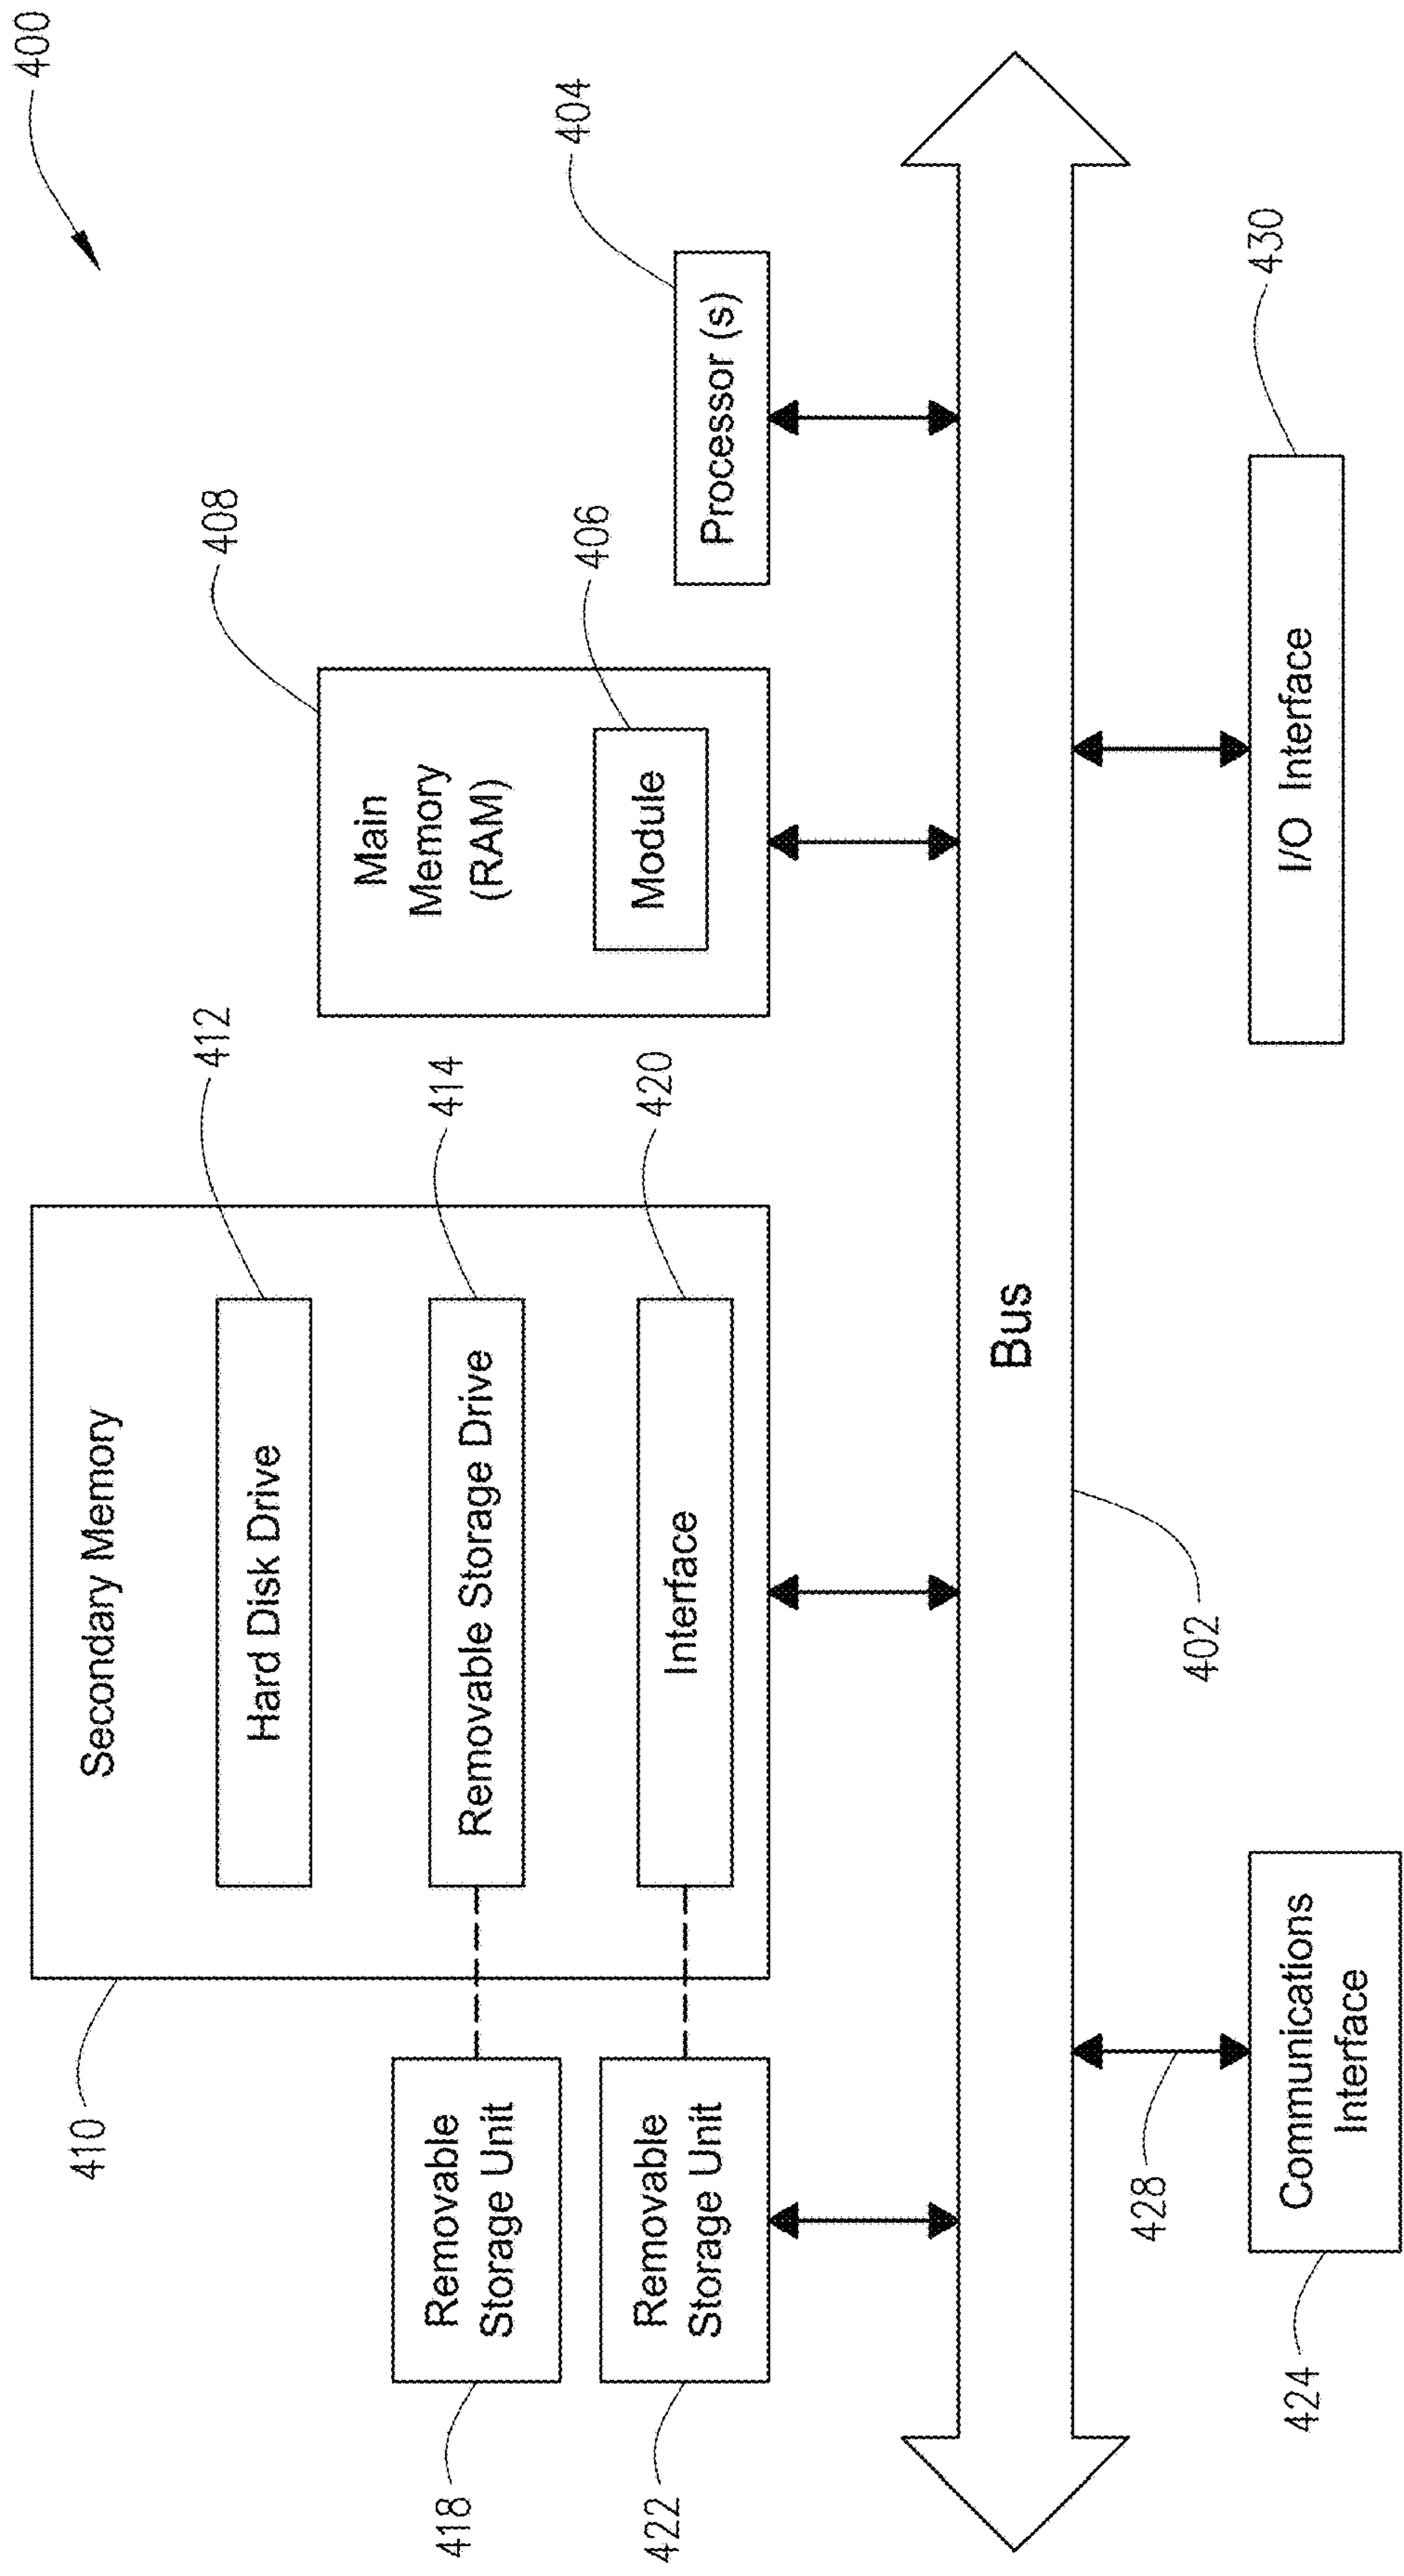 400
410
Secondary Memory
412
Hard Disk Drive
408
Main
Memory
(RAM)
418
Removable
Storage Unit
414
Removable Storage Drive
406
Module
404
Processor (s)
422
Removable
Storage Unit
420
Interface
Bus
402
428
424
Communications
Interface
430
I/O Interface